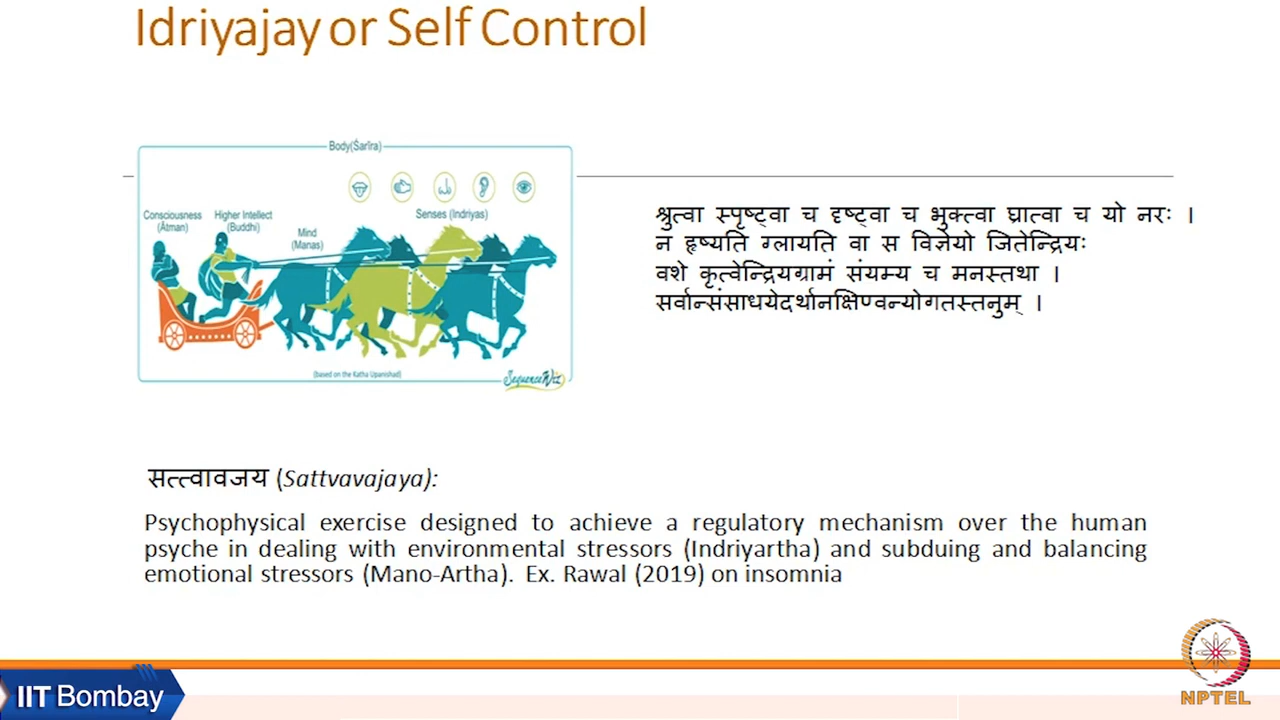 Idriyajay or Self Control
Body(Śarīra)
Consciousness
(Ātman)
Higher Intellect
(Buddhi)
Mind
(Manas)
Senses (Indriyas)
(based on the Katha Upanishad)
SequenceWiz
श्रुत्वा स्पृष्ट्वा च दृष्ट्वा च भुक्त्वा घ्रात्वा च यो नरः ।
न हृष्यति ग्लायति वा स विज्ञेयो जितेन्द्रियः
वशे कृत्वेन्द्रियग्रामं संयम्य च मनस्तथा ।
सर्वान्संसाधयेदर्थानक्षिण्वन्योगतस्तनुम् ।
सत्त्वावजय (Sattvavajaya):
Psychophysical exercise designed to achieve a regulatory mechanism over the human
psyche in dealing with environmental stressors (Indriyartha) and subduing and balancing
emotional stressors (Mano-Artha). Ex. Rawal (2019) on insomnia
IIT Bombay
NPTEL